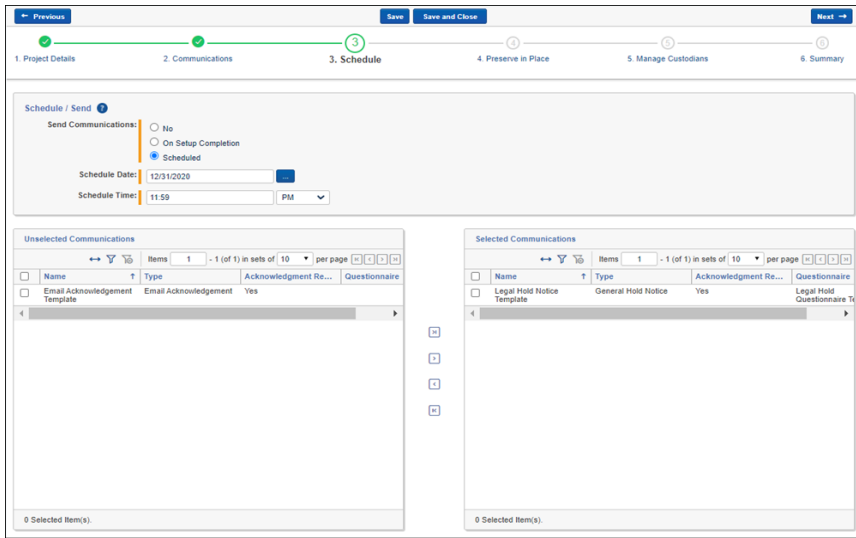 ← Previous
Save
Save and Close
Next →
3
4
5
6
1. Project Details
2. Communications
3. Schedule
4. Preserve in Place
5. Manage Custodians
6. Summary
Schedule / Send ?
Send Communications:
No
On Setup Completion
Scheduled
Schedule Date: 12/31/2020 ...
Schedule Time: 11:59 PM
Unselected Communications
Items 1 - 1 (of 1) in sets of 10 per page
Name ↑ Type Acknowledgment Re... Questionnaire
Email Acknowledgement Template Email Acknowledgement Yes
0 Selected Item(s).
Selected Communications
Items 1 - 1 (of 1) in sets of 10 per page
Name ↑ Type Acknowledgment Re... Questionnaire
Legal Hold Notice Template General Hold Notice Yes Legal Hold Questionnaire Te
0 Selected Item(s).